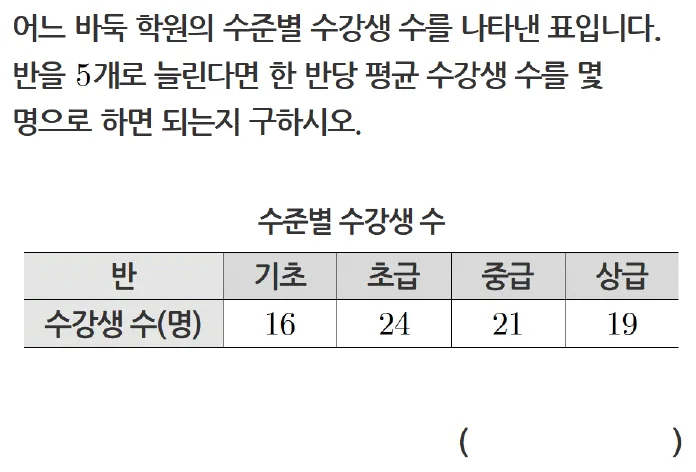 어느 바둑 학원의 수준별 수강생 수를 나타낸 표입니다.
반을 5개로 늘린다면 한 반당 평균 수강생 수를 몇
명으로 하면 되는지 구하시오.
수준별 수강생 수
반 기초 초급 중급 상급
수강생 수(명) 16 24 21 19
( )